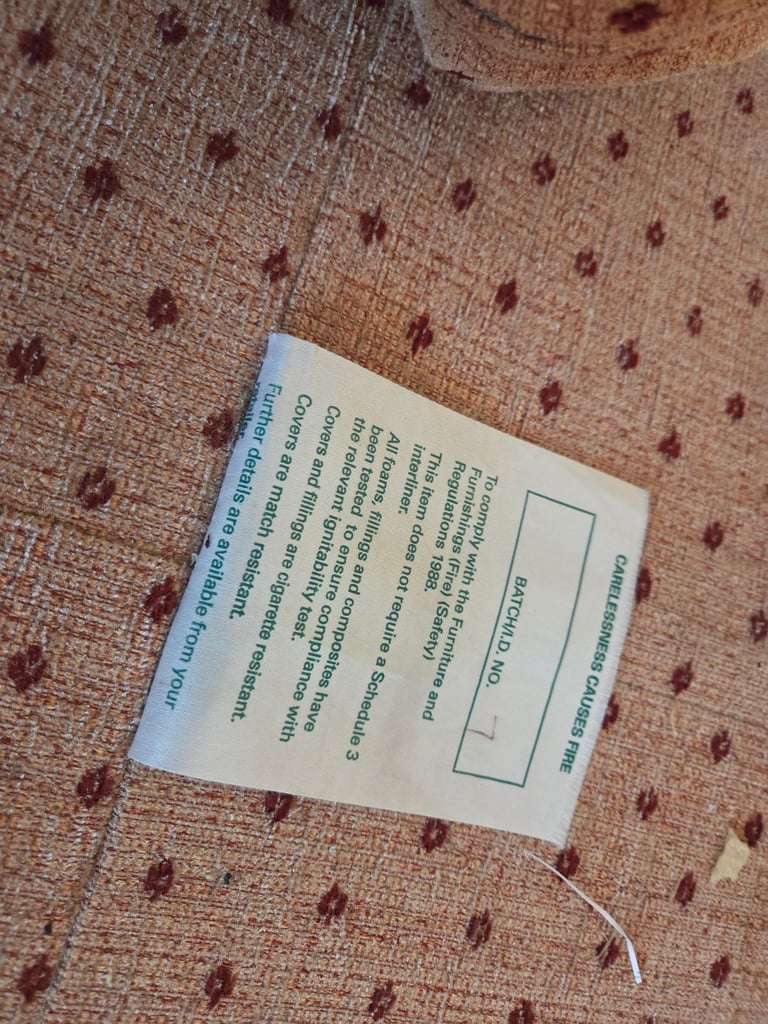 CARELESSNESS CAUSES FIRE
BATCH/I.D. NO. 7
To comply with the Furniture and
Furnishings (Fire) (Safety)
Regulations 1988.
This item does not require a Schedule 3
interliner.
All foams, fillings and composites have
been tested to ensure compliance with
the relevant ignitability test.
Covers and fillings are cigarette resistant.
Covers are match resistant.
Further details are available from your
retailer.